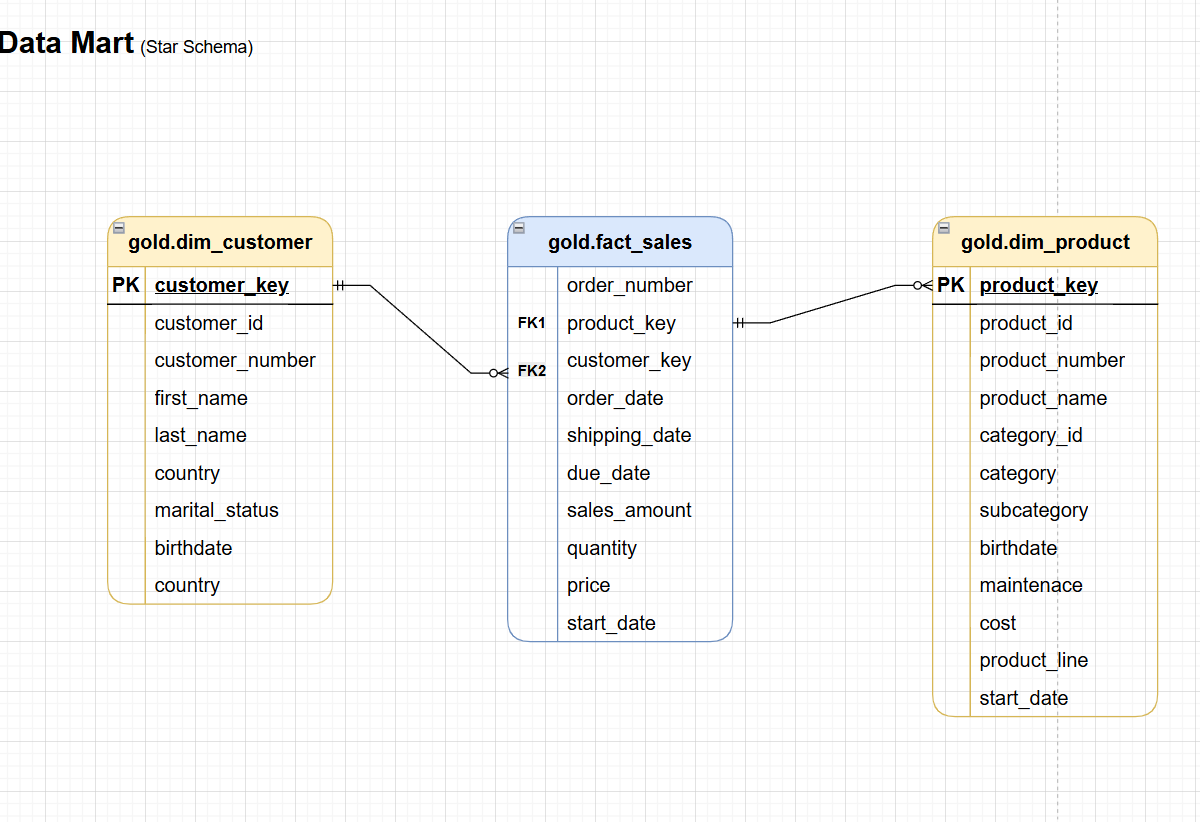 Data Mart (Star Schema)
gold.dim_customer
PK customer_key
customer_id
customer_number
first_name
last_name
country
marital_status
birthdate
country
gold.fact_sales
order_number
FK1 product_key
FK2 customer_key
order_date
shipping_date
due_date
sales_amount
quantity
price
start_date
gold.dim_product
PK product_key
product_id
product_number
product_name
category_id
category
subcategory
birthdate
maintenace
cost
product_line
start_date